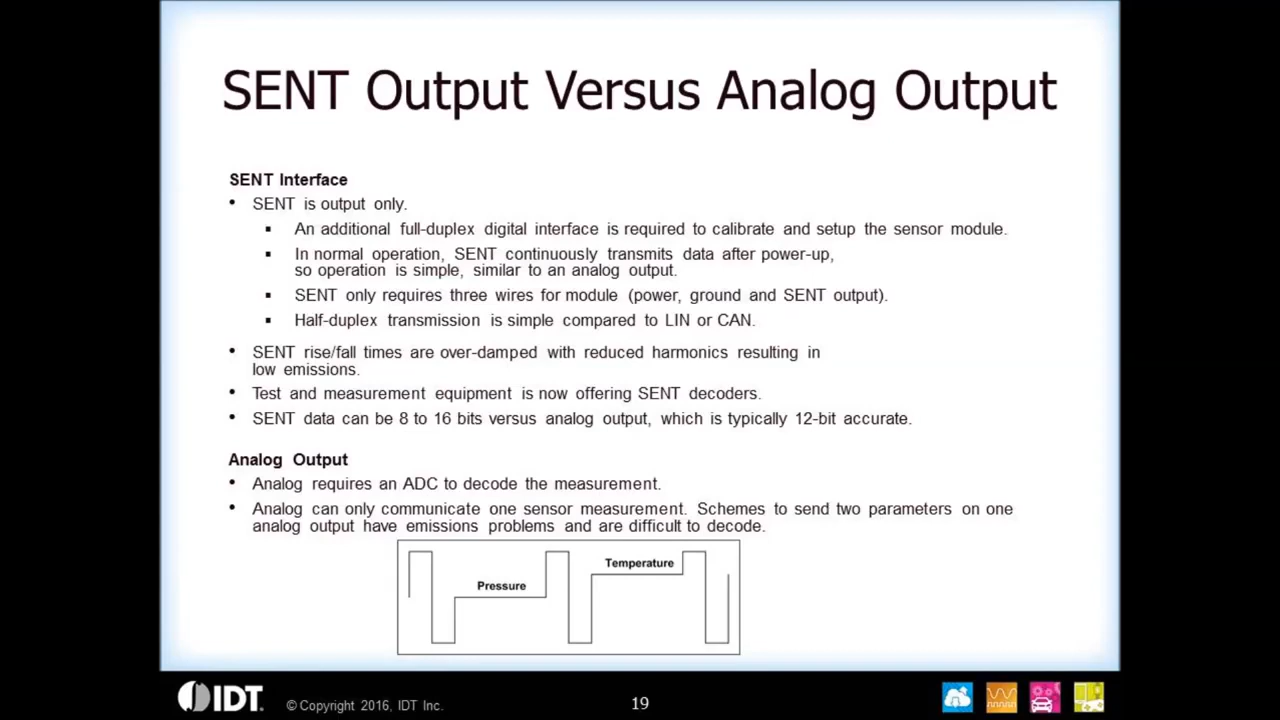 SENT Output Versus Analog Output
SENT Interface
• SENT is output only.
▪ An additional full-duplex digital interface is required to calibrate and setup the sensor module.
▪ In normal operation, SENT continuously transmits data after power-up,
so operation is simple, similar to an analog output.
▪ SENT only requires three wires for module (power, ground and SENT output).
▪ Half-duplex transmission is simple compared to LIN or CAN.
• SENT rise/fall times are over-damped with reduced harmonics resulting in
low emissions.
• Test and measurement equipment is now offering SENT decoders.
• SENT data can be 8 to 16 bits versus analog output, which is typically 12-bit accurate.
Analog Output
• Analog requires an ADC to decode the measurement.
• Analog can only communicate one sensor measurement. Schemes to send two parameters on one
analog output have emissions problems and are difficult to decode.
Pressure
Temperature
IDT.
© Copyright 2016, IDT Inc.
19